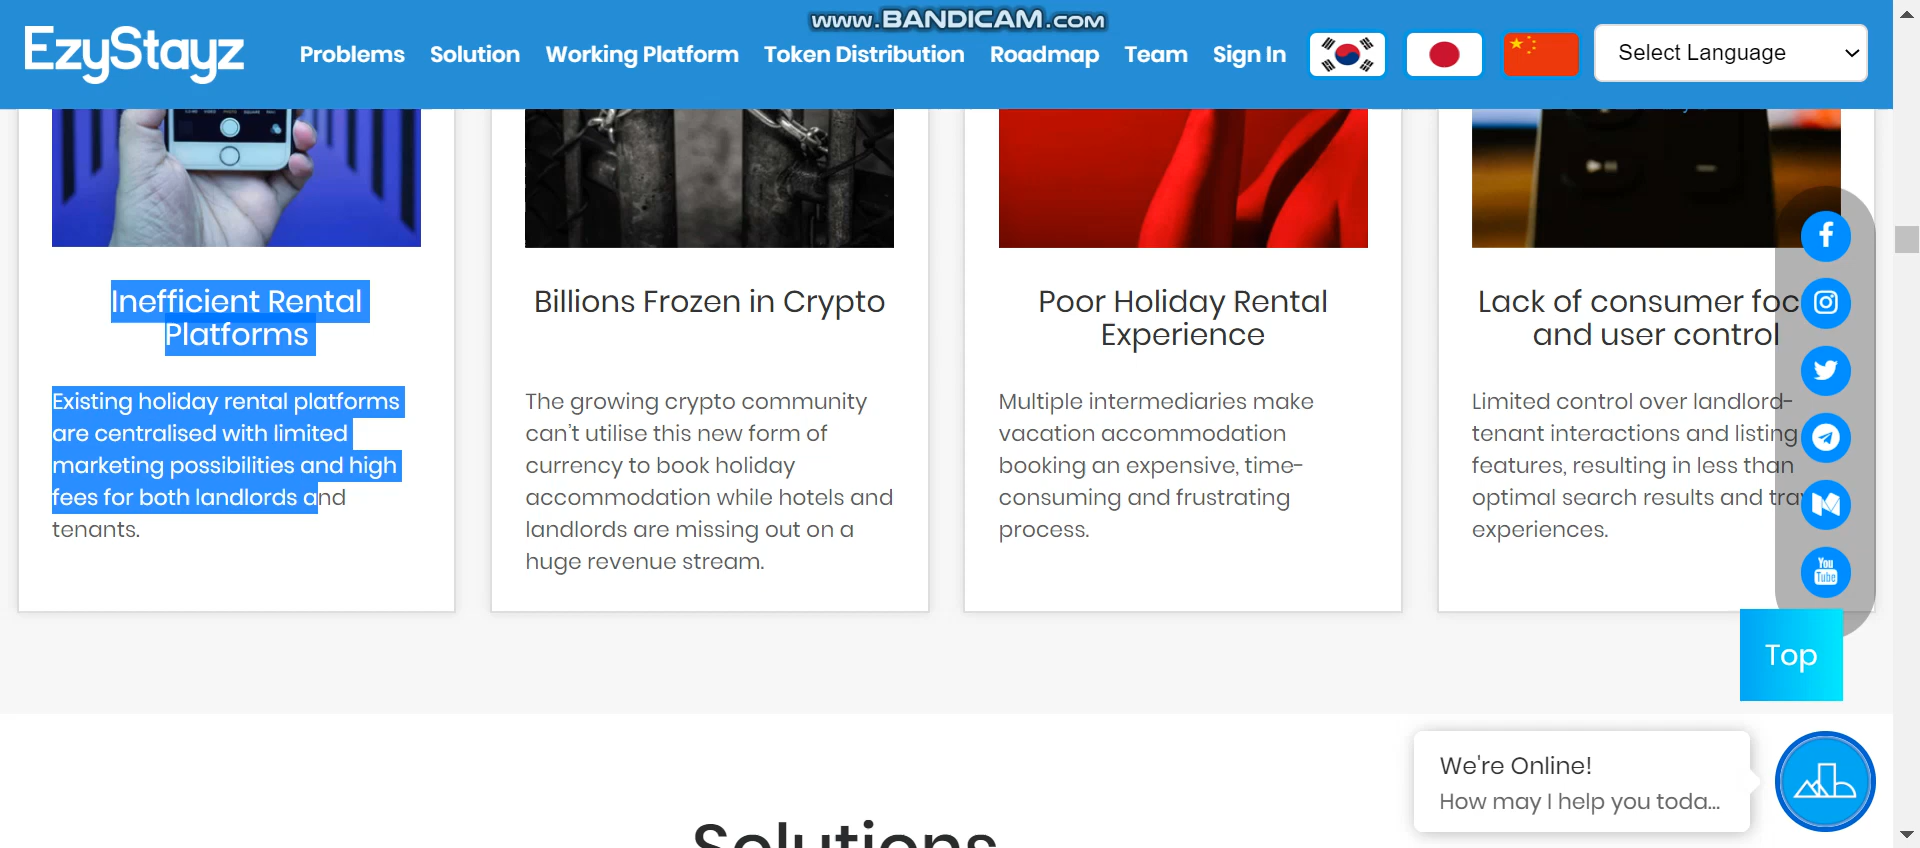 www.BANDICAM.com
EzyStayz
Problems Solution Working Platform Token Distribution Roadmap Team Sign In Select Language
Inefficient Rental
Platforms
Existing holiday rental platforms
are centralised with limited
marketing possibilities and high
fees for both landlords and
tenants.
Billions Frozen in Crypto
The growing crypto community
can't utilise this new form of
currency to book holiday
accommodation while hotels and
landlords are missing out on a
huge revenue stream.
Poor Holiday Rental
Experience
Multiple intermediaries make
vacation accommodation
booking an expensive, time-
consuming and frustrating
process.
Lack of consumer foc
and user control
Limited control over landlord-
tenant interactions and listing
features, resulting in less than
optimal search results and trav
experiences.
You
Tube
Top
We're Online!
How may I help you toda...
Solutions